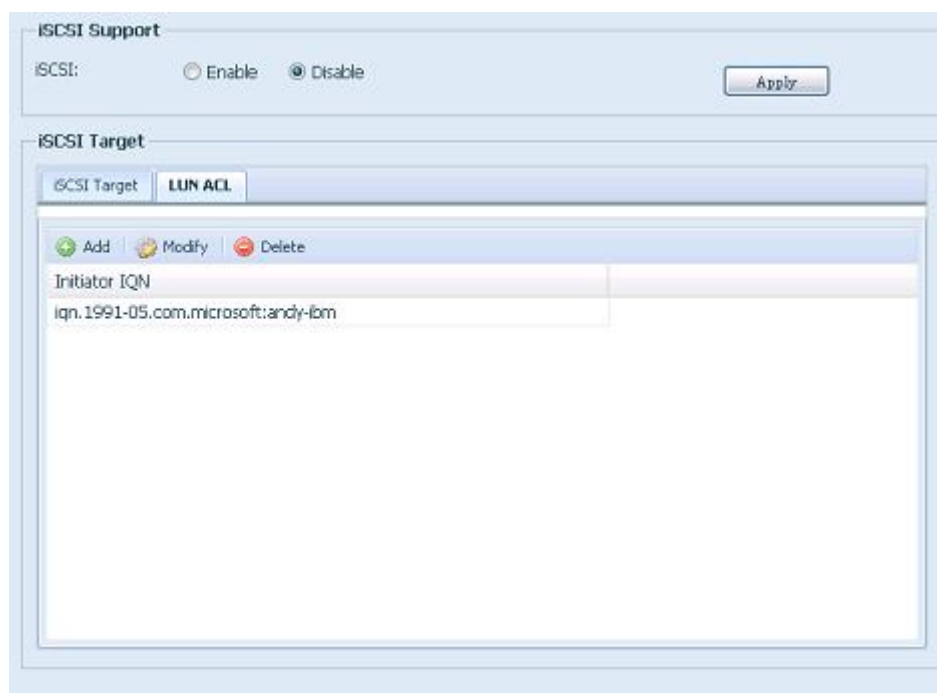 iSCSI Support
iSCSI: Enable Disable Apply
iSCSI Target
iSCSI Target LUN ACL
Add Modify Delete
Initiator IQN
iqn.1991-05.com.microsoft:andy-ibm